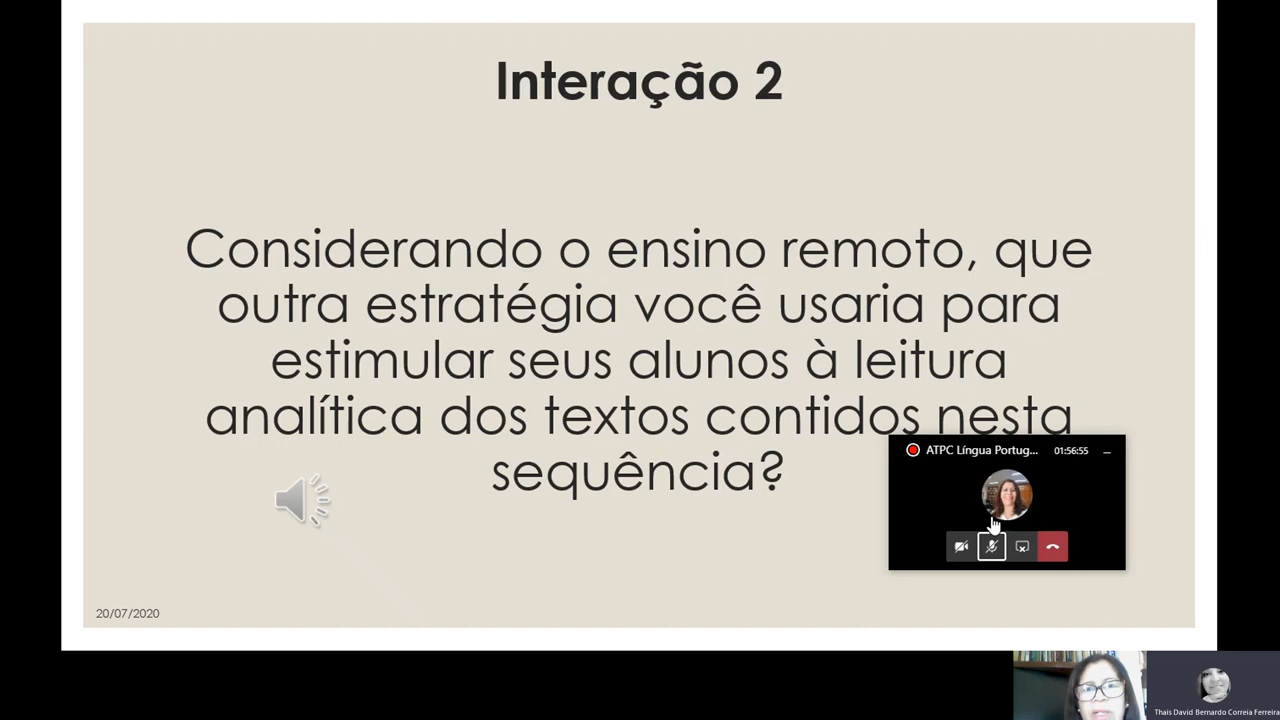 Interação 2
Considerando o ensino remoto, que
outra estratégia você usaria para
estimular seus alunos à leitura
analítica dos textos contidos nesta
sequência?
ATPC Língua Portug... 01:56:55
20/07/2020
Thais David Bernardo Correia Ferreira